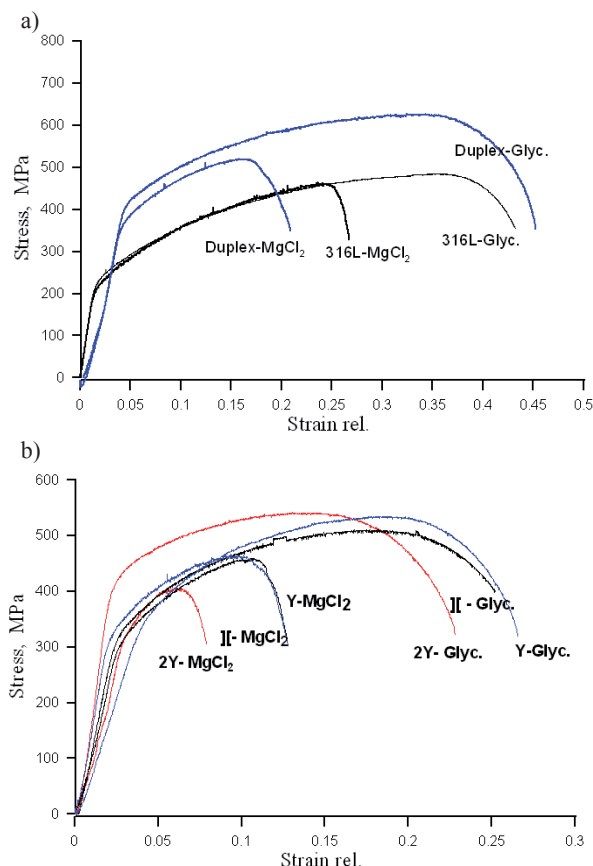 a)
800
700
600
500
400
300
200
100
0
Stress, MPa
Duplex-Glyc.
Duplex-MgCl₂
316L-MgCl₂
316L-Glyc.
0 0.05 0.1 0.15 0.2 0.25 0.3 0.35 0.4 0.45 0.5
Strain rel.
b)
600
500
400
300
200
100
0
Stress, MPa
Y-MgCl₂
][ - Glyc.
][- MgCl₂
2Y- MgCl₂
2Y- Glyc.
Y-Glyc.
0 0.05 0.1 0.15 0.2 0.25 0.3
Strain rel.